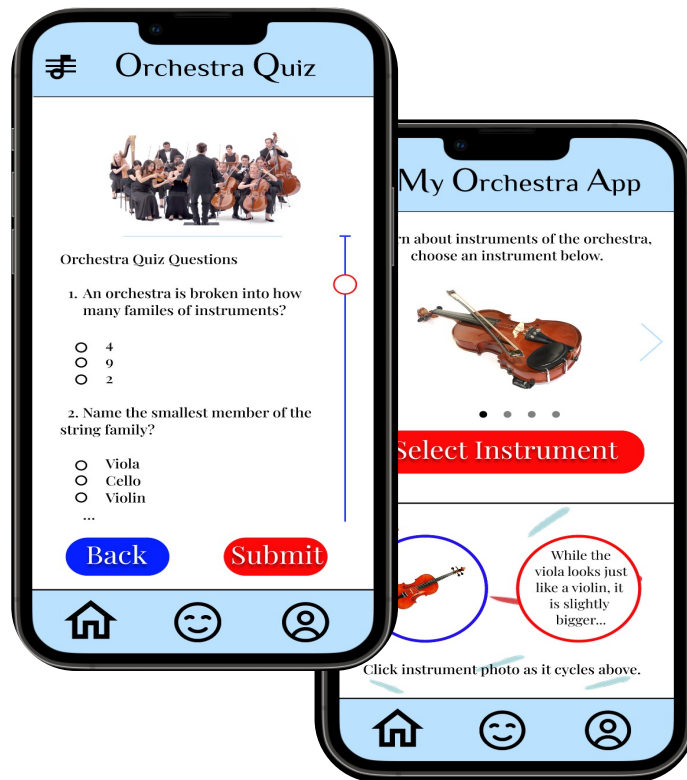 Orchestra Quiz
Orchestra Quiz Questions
1. An orchestra is broken into how
many familes of instruments?
4
9
2
2. Name the smallest member of the
string family?
Viola
Cello
Violin
...
Back
Submit
My Orchestra App
about instruments of the orchestra,
choose an instrument below.
Select Instrument
While the
viola looks just
like a violin, it
is slightly
bigger...
Click instrument photo as it cycles above.